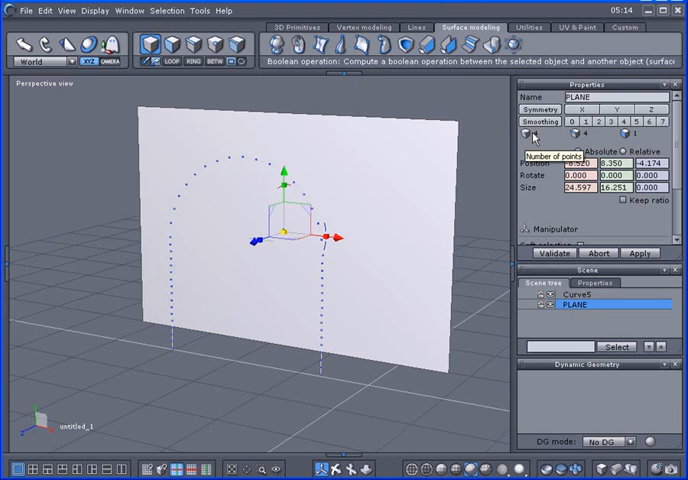 File Edit View Display Window Selection Tools Help
05:14
3D Primitives Vertex modeling Lines Surface modeling Utilities UV & Paint Custom
World XYZ CAMERA LOOP RING BETW
Boolean operation: Compute a boolean operation between the selected object and another object (surfac
Perspective view
Properties
Name PLANE
Symmetry X Y Z
Smoothing 0 1 2 3 4 5 6 7
4 1
Number of points
Absolute Relative
Position 8.350 -4.174
Rotate 0.000 0.000 0.000
Size 24.597 16.251 0.000
Keep ratio
Manipulator
Validate Abort Apply
Scene
Scene tree Properties
Curve5
PLANE
Select
Dynamic Geometry
DG mode: No DG
Z
untitled_1